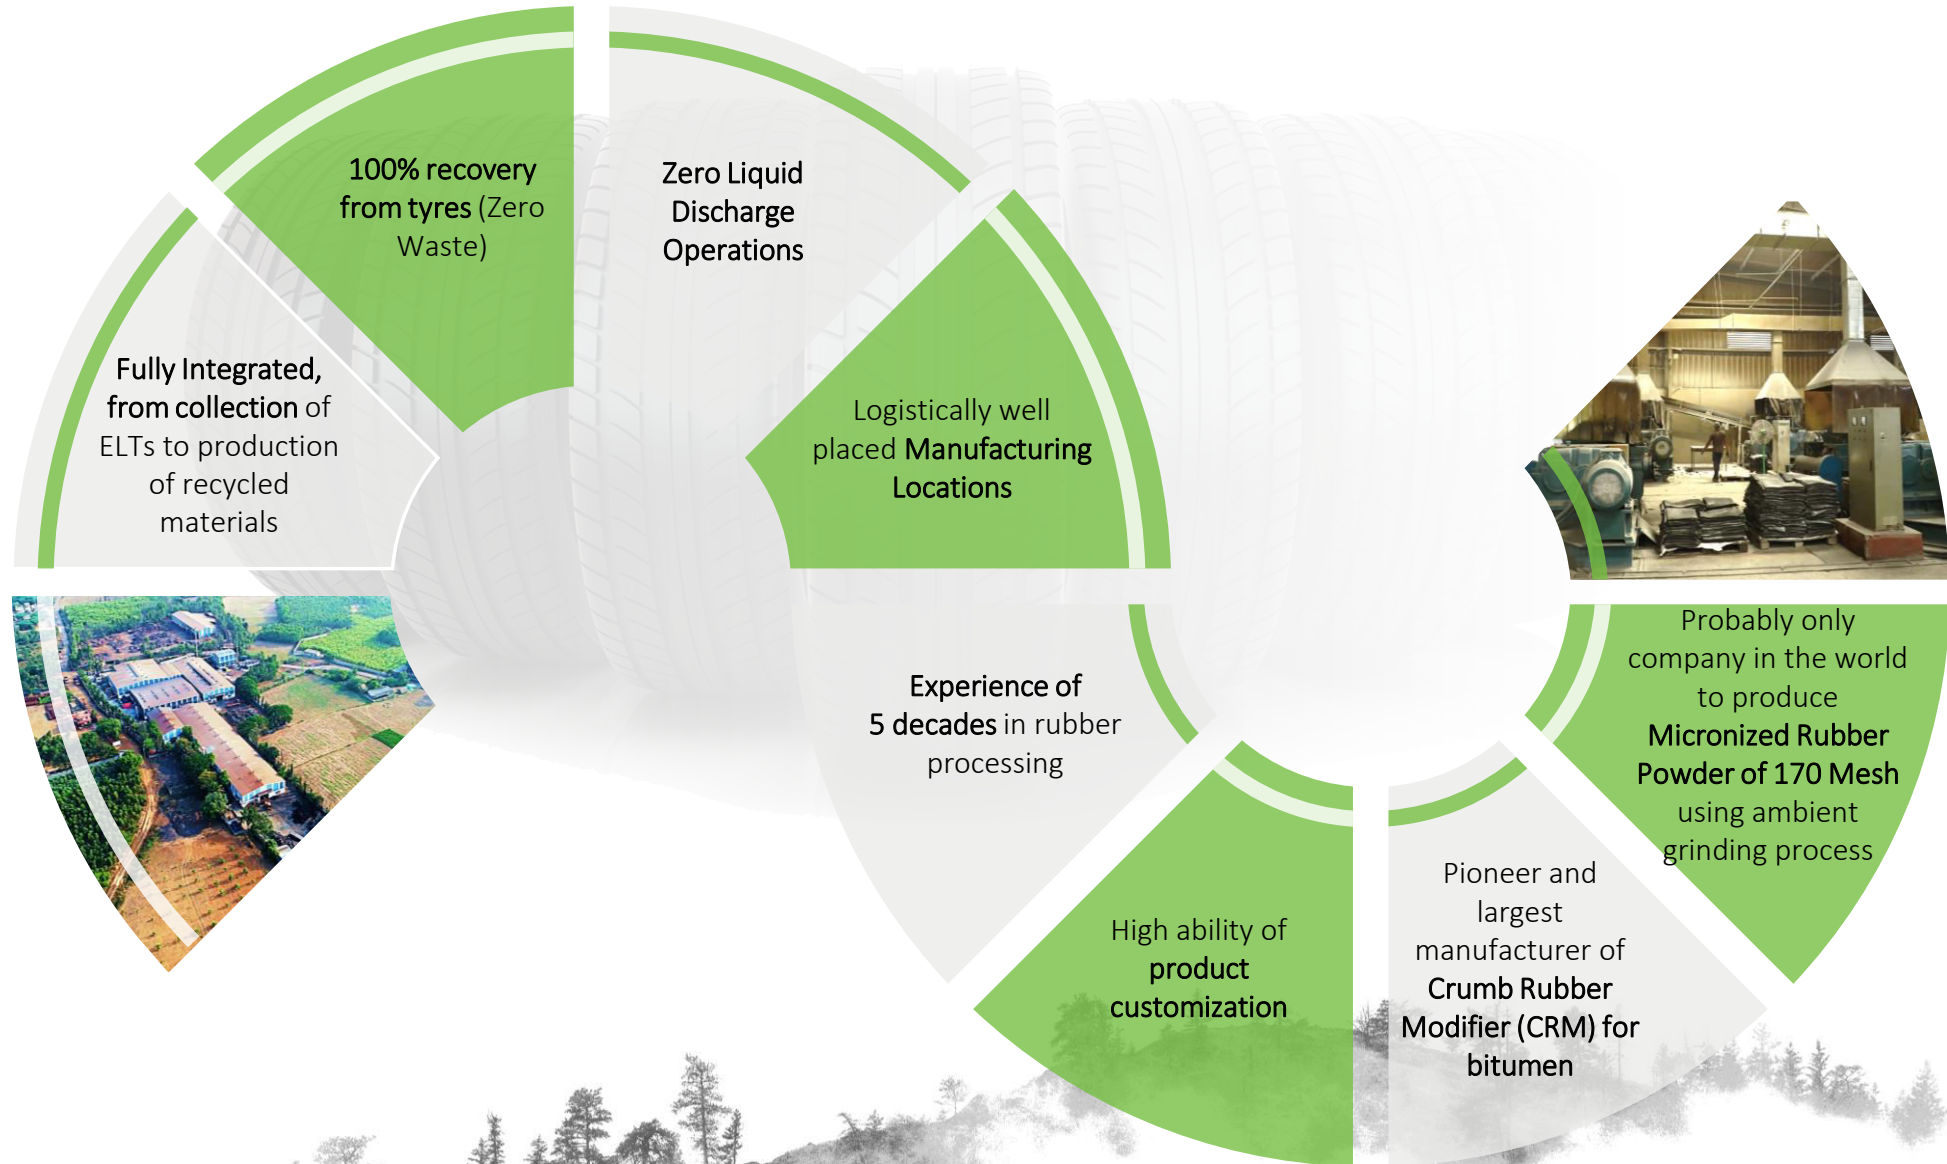 Fully Integrated,
from collection of
ELTs to production
of recycled
materials
100% recovery
from tyres (Zero
Waste)
Zero Liquid
Discharge
Operations
Logistically well
placed Manufacturing
Locations
Experience of
5 decades in rubber
processing
High ability of
product
customization
Pioneer and
largest
manufacturer of
Crumb Rubber
Modifier (CRM) for
bitumen
Probably only
company in the world
to produce
Micronized Rubber
Powder of 170 Mesh
using ambient
grinding process